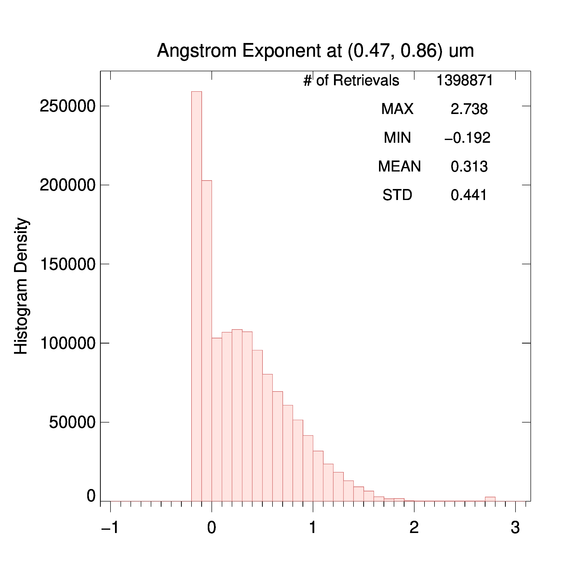 Angstrom Exponent at (0.47, 0.86) um
# of Retrievals 1398871
MAX 2.738
MIN −0.192
MEAN 0.313
STD 0.441
Histogram Density
250000
200000
150000
100000
50000
0
−1 0 1 2 3